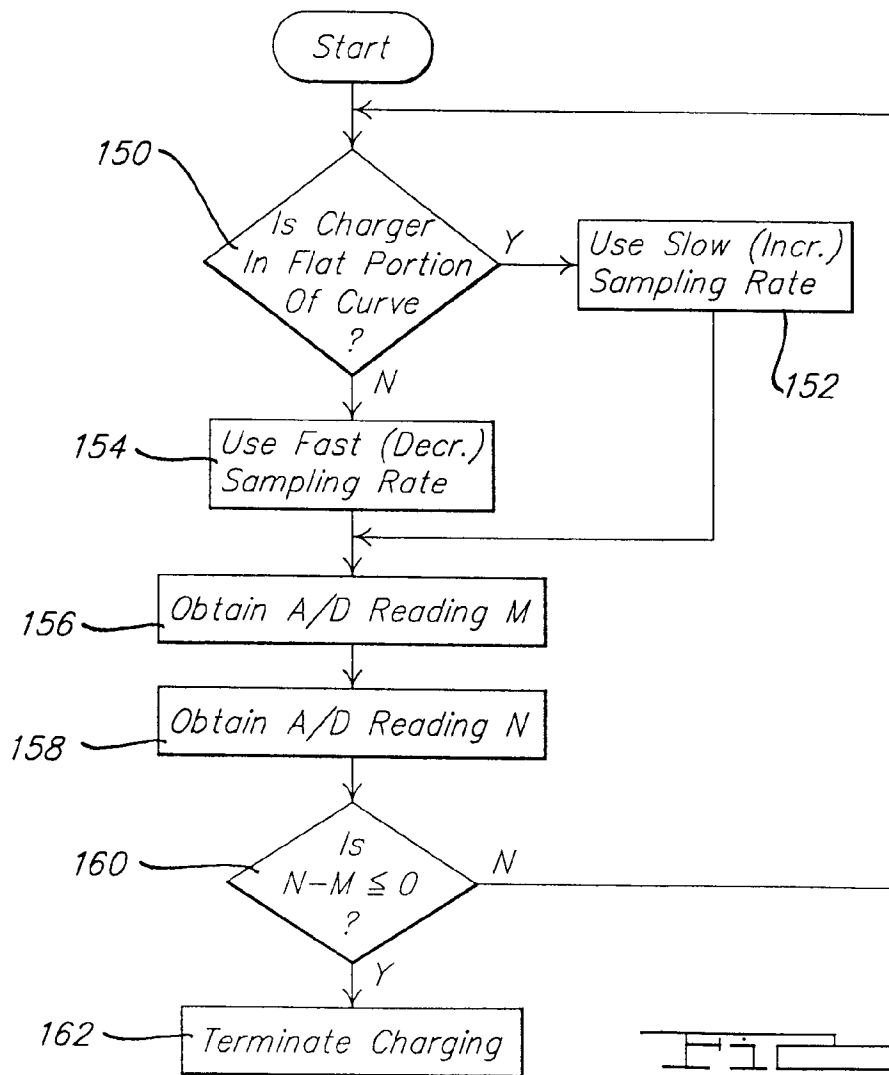 Start
150
Is Charger
In Flat Portion
Of Curve
?
Y
Use Slow (Incr.)
Sampling Rate
152
N
154
Use Fast (Decr.)
Sampling Rate
156
Obtain A/D Reading M
158
Obtain A/D Reading N
160
Is
N-M ≦ 0
?
N
Y
162
Terminate Charging